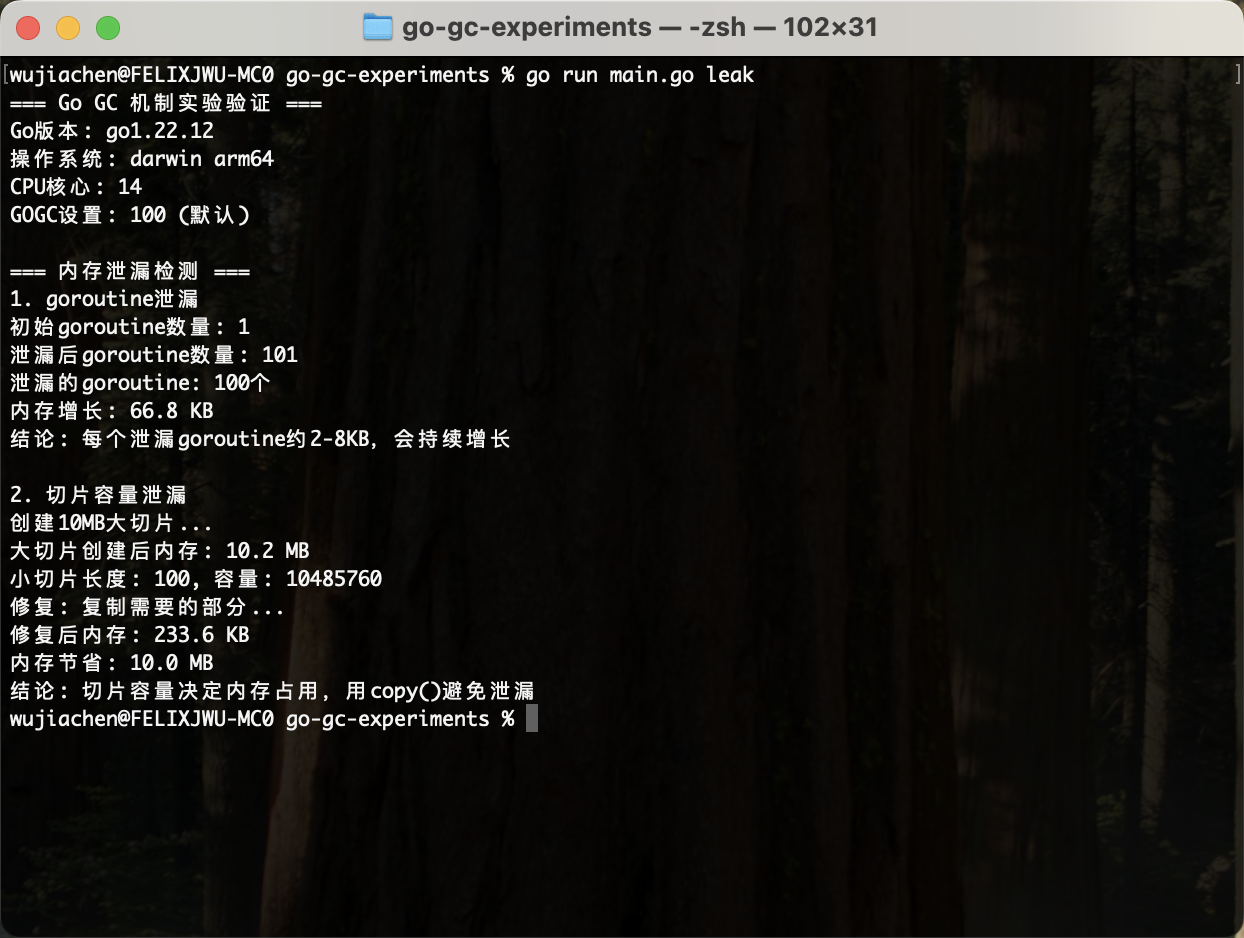 go-gc-experiments — -zsh — 102×31
[wujiachen@FELIXJWU-MC0 go-gc-experiments % go run main.go leak ]
=== Go GC 机制实验验证 ===
Go版本: go1.22.12
操作系统: darwin arm64
CPU核心: 14
GOGC设置: 100 (默认)
=== 内存泄漏检测 ===
1. goroutine泄漏
初始goroutine数量: 1
泄漏后goroutine数量: 101
泄漏的goroutine: 100个
内存增长: 66.8 KB
结论: 每个泄漏goroutine约2-8KB, 会持续增长
2. 切片容量泄漏
创建10MB大切片...
大切片创建后内存: 10.2 MB
小切片长度: 100, 容量: 10485760
修复: 复制需要的部分...
修复后内存: 233.6 KB
内存节省: 10.0 MB
结论: 切片容量决定内存占用, 用copy()避免泄漏
wujiachen@FELIXJWU-MC0 go-gc-experiments %